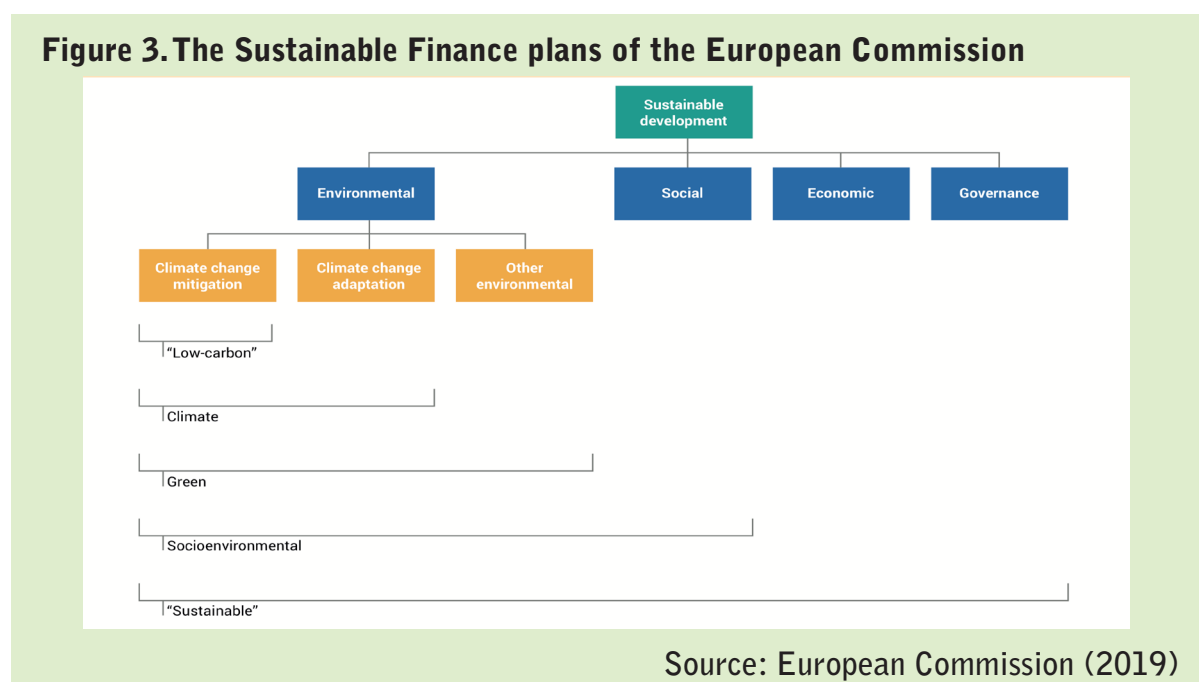 Figure 3. The Sustainable Finance plans of the European Commission
Sustainable
development
Environmental
Social
Economic
Governance
Climate change
mitigation
Climate change
adaptation
Other
environmental
“Low-carbon”
Climate
Green
Socioenvironmental
“Sustainable”
Source: European Commission (2019)